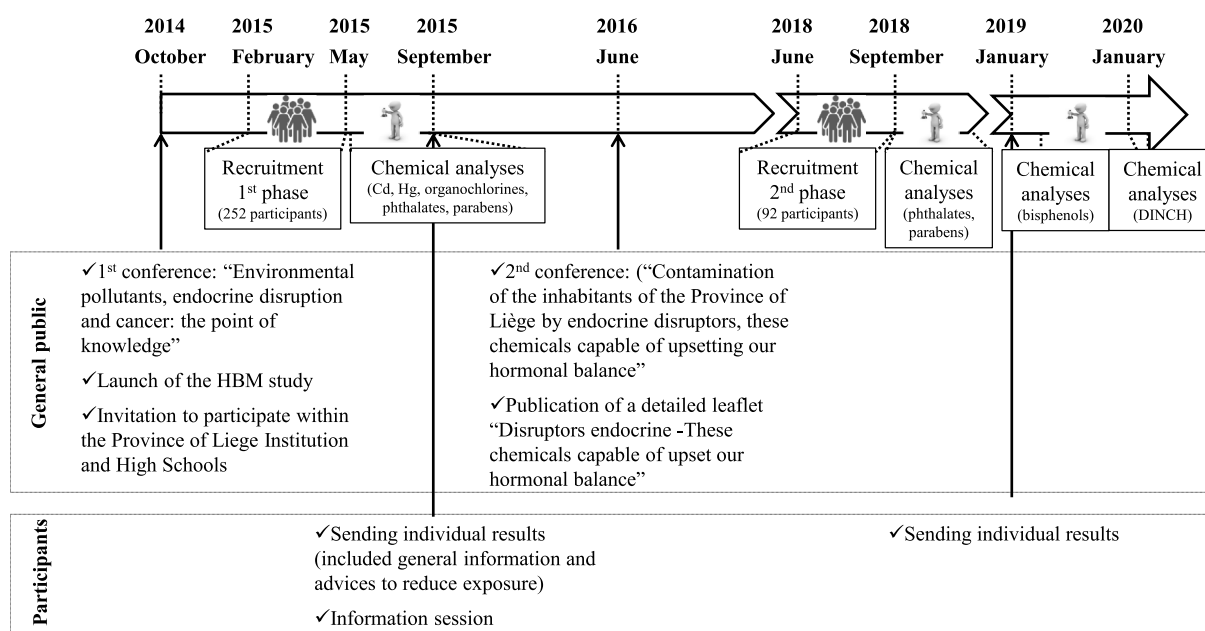 2014
October
2015
February
2015
May
2015
September
2016
June
2018
June
2018
September
2019
January
2020
January
Recruitment
1st phase
(252 participants)
Chemical analyses
(Cd, Hg, organochlorines,
phthalates, parabens)
Recruitment
2nd phase
(92 participants)
Chemical
analyses
(phthalates,
parabens)
Chemical
analyses
(bisphenols)
Chemical
analyses
(DINCH)
General public
✓1st conference: “Environmental
pollutants, endocrine disruption
and cancer: the point of
knowledge”
✓Launch of the HBM study
✓Invitation to participate within
the Province of Liege Institution
and High Schools
✓2nd conference: (“Contamination
of the inhabitants of the Province of
Liège by endocrine disruptors, these
chemicals capable of upsetting our
hormonal balance”
✓Publication of a detailed leaflet
“Disruptors endocrine -These
chemicals capable of upset our
hormonal balance”
Participants
✓Sending individual results
(included general information and
advices to reduce exposure)
✓Information session
✓Sending individual results